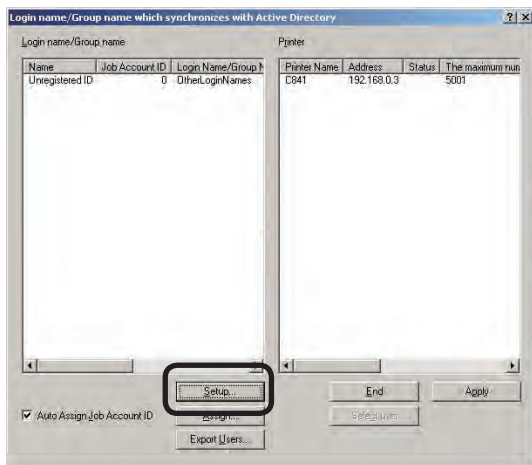 Login name/Group name which synchronizes with Active Directory
Login name/Group name
Printer
Name Job Account ID Login Name/Group N
Unregistered ID 0 OtherLoginNames
Printer Name Address Status The maximum num
C841 192.168.0.3 5001
Setup...
End
Apply
Auto Assign Job Account ID
Assign...
Select user
Export Users...